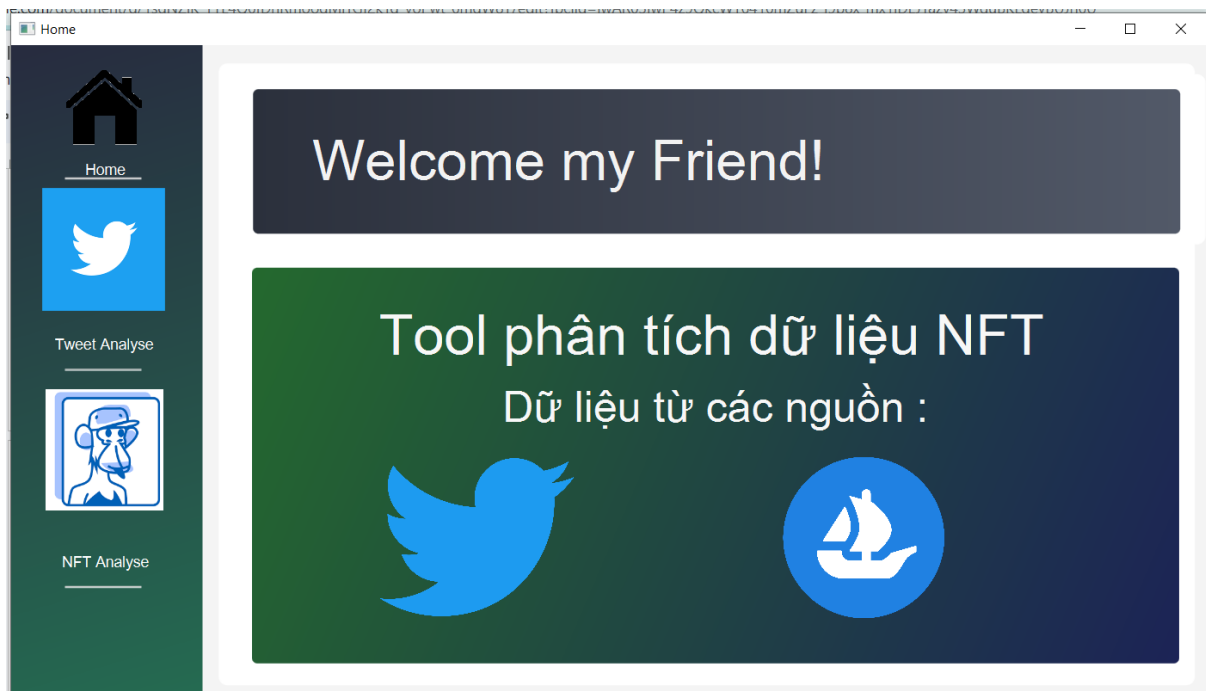 Home
Home
Tweet Analyse
NFT Analyse
Welcome my Friend!
Tool phân tích dữ liệu NFT
Dữ liệu từ các nguồn :